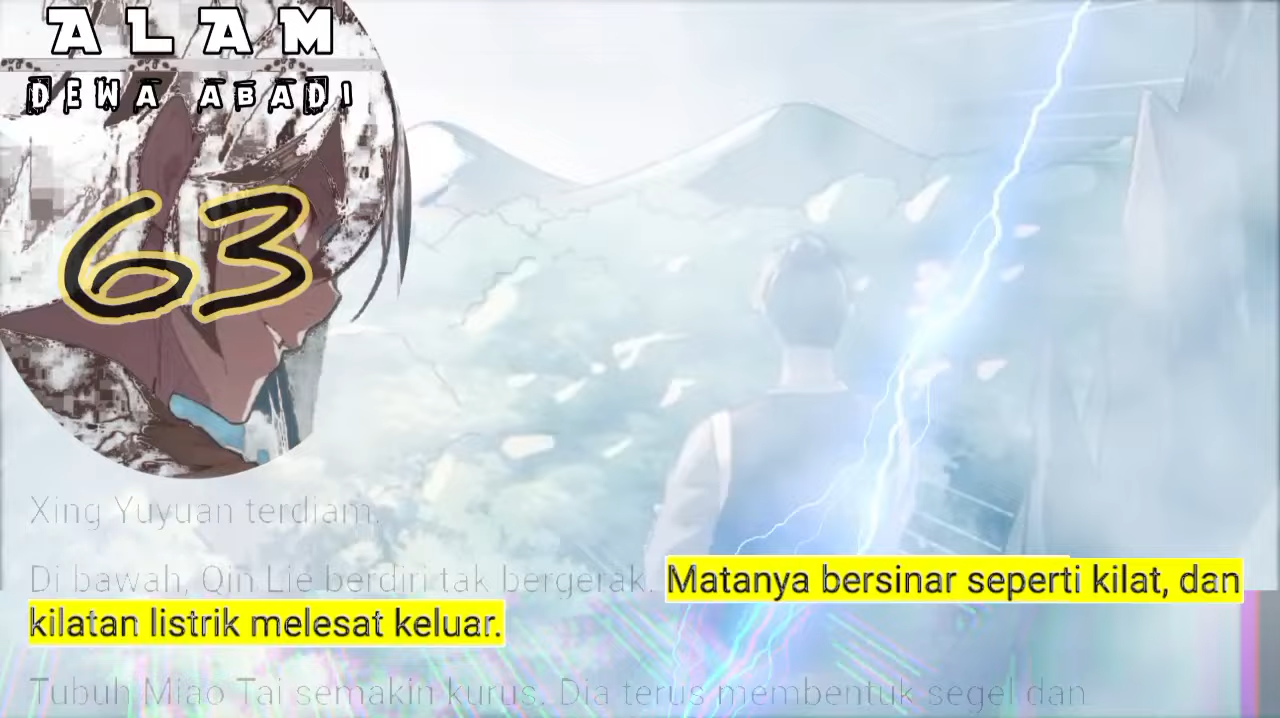 ALAM
DEWA ABADI
63
Xing Yuyuan terdiam.
Di bawah, Qin Lie berdiri tak bergerak. Matanya bersinar seperti kilat, dan
kilatan listrik melesat keluar.
Tubuh Miao Tai semakin kurus. Dia terus membentuk segel dan